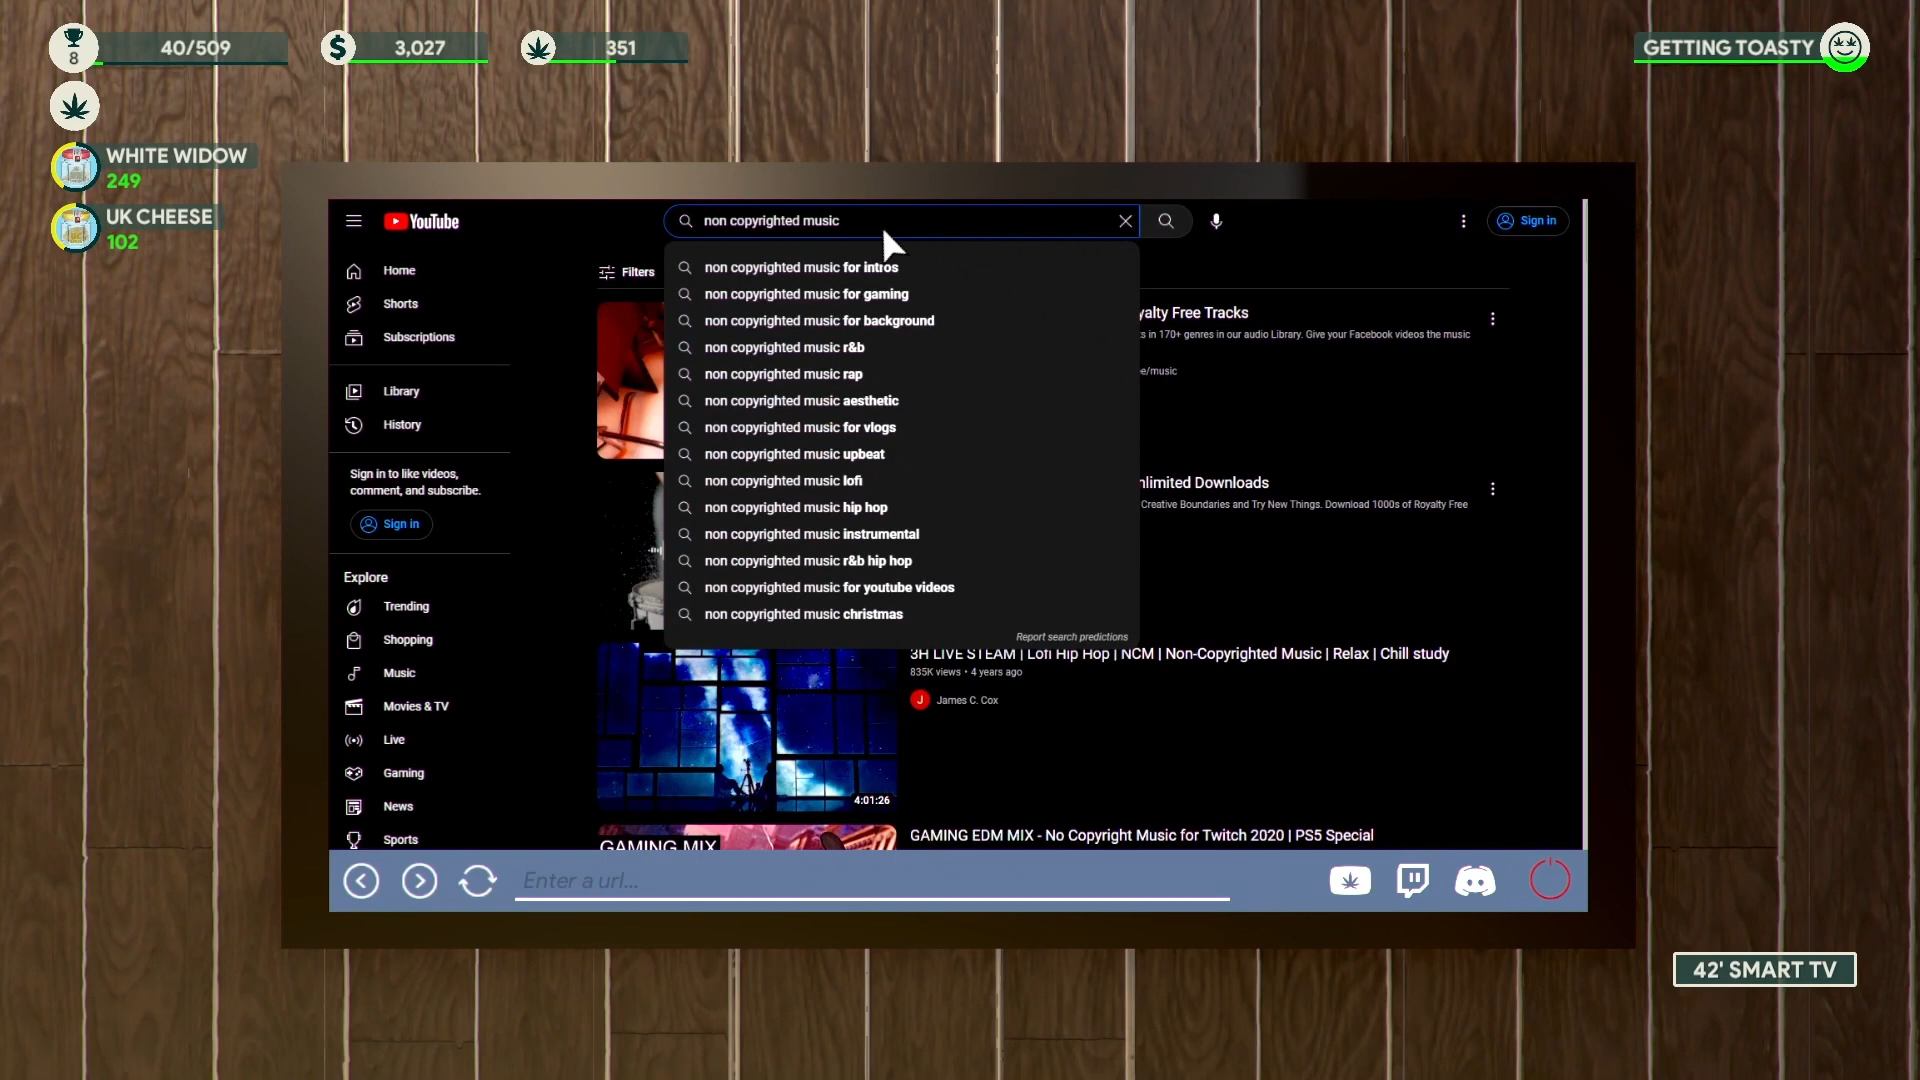 40/509
3,027
351
GETTING TOASTY
8
WHITE WIDOW
249
UK CHEESE
102
YouTube
non copyrighted music
Sign in
Home
Shorts
Subscriptions
Library
History
Sign in to like videos,
comment, and subscribe.
Sign in
Explore
Trending
Shopping
Music
Movies & TV
Live
Gaming
News
Sports
Filters
non copyrighted music for intros
non copyrighted music for gaming
non copyrighted music for background
non copyrighted music r&b
non copyrighted music rap
non copyrighted music aesthetic
non copyrighted music for vlogs
non copyrighted music upbeat
non copyrighted music lofi
non copyrighted music hip hop
non copyrighted music instrumental
non copyrighted music r&b hip hop
non copyrighted music for youtube videos
non copyrighted music christmas
Report search predictions
yalty Free Tracks
s in 170+ genres in our audio Library. Give your Facebook videos the music
e/music
nlimited Downloads
Creative Boundaries and Try New Things. Download 1000s of Royalty Free
3H LIVE STEAM | Lofi Hip Hop | NCM | Non-Copyrighted Music | Relax | Chill study
835K views • 4 years ago
J James C. Cox
4:01:26
GAMING MIX
GAMING EDM MIX - No Copyright Music for Twitch 2020 | PS5 Special
Enter a url...
42' SMART TV